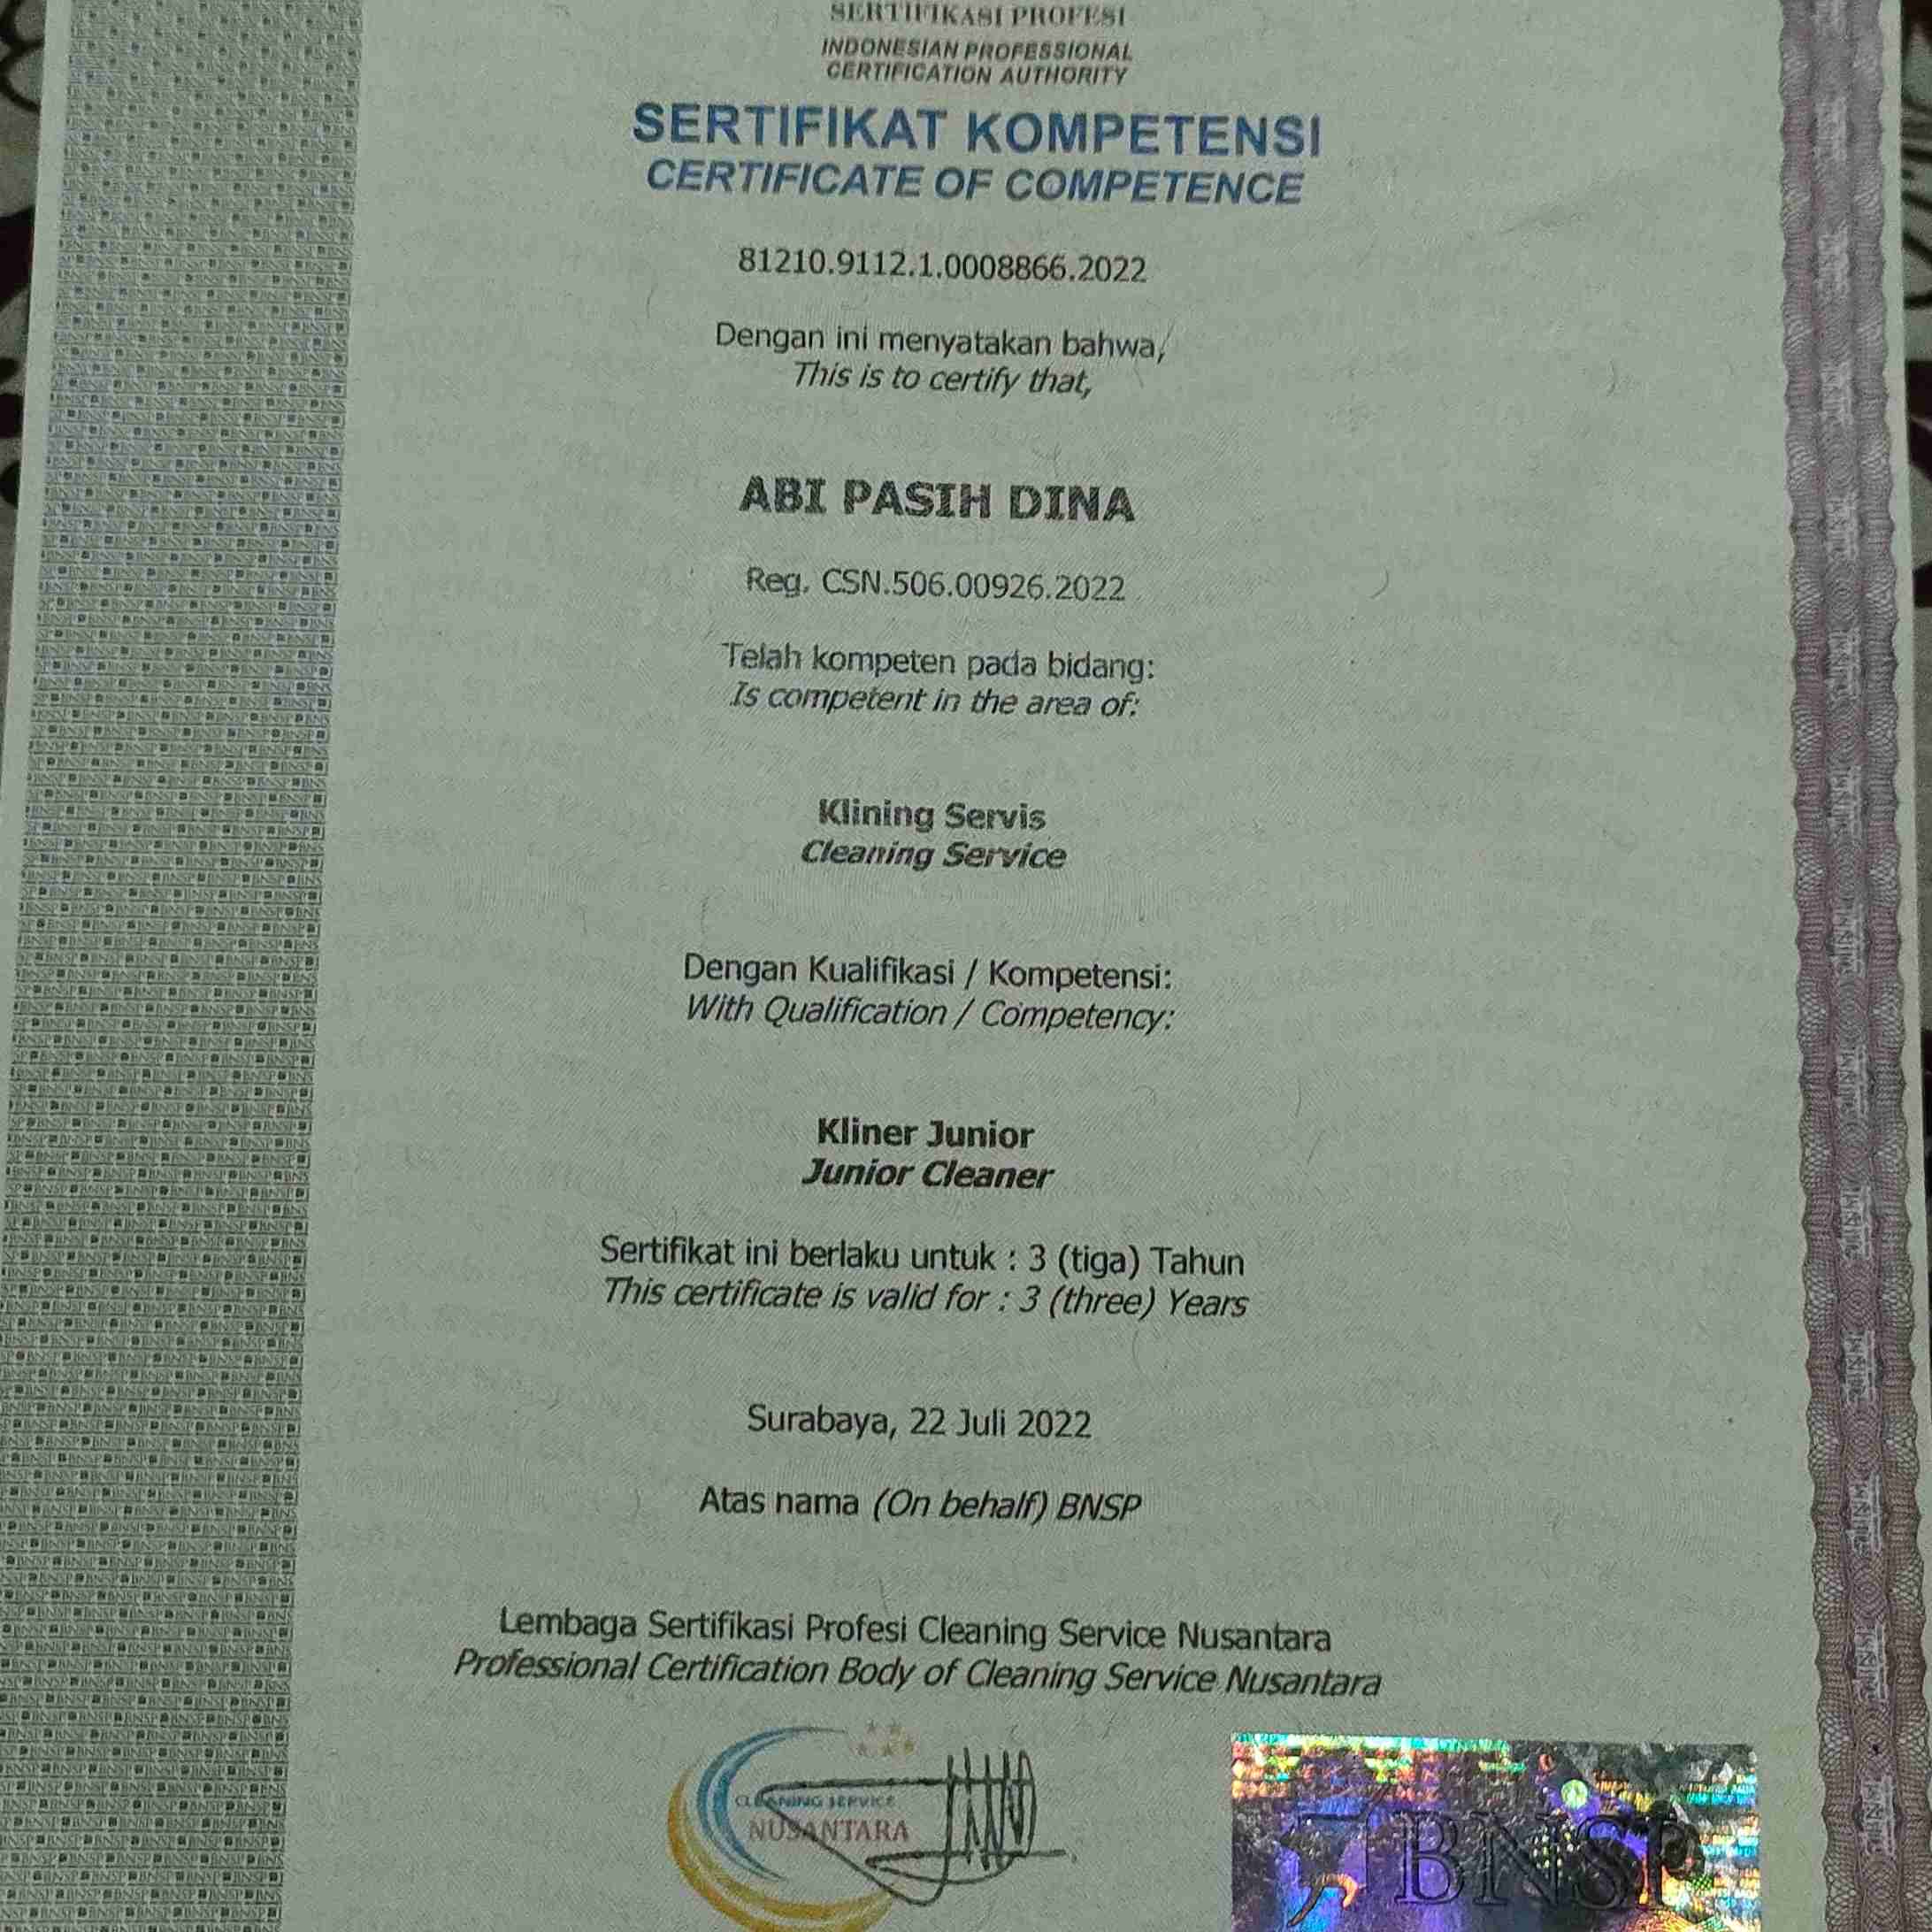 SERTIFIKASI PROFESI
INDONESIAN PROFESSIONAL
CERTIFICATION AUTHORITY
SERTIFIKAT KOMPETENSI
CERTIFICATE OF COMPETENCE
81210.9112.1.0008866.2022
Dengan ini menyatakan bahwa,
This is to certify that,
ABI PASIH DINA
Reg. CSN.506.00926.2022
Telah kompeten pada bidang:
Is competent in the area of:
Klining Servis
Cleaning Service
Dengan Kualifikasi / Kompetensi:
With Qualification / Competency:
Kliner Junior
Junior Cleaner
Sertifikat ini berlaku untuk : 3 (tiga) Tahun
This certificate is valid for : 3 (three) Years
Surabaya, 22 Juli 2022
Atas nama (On behalf) BNSP
Lembaga Sertifikasi Profesi Cleaning Service Nusantara
Professional Certification Body of Cleaning Service Nusantara
CLEANING SERVICE
NUSANTARA
BNSP